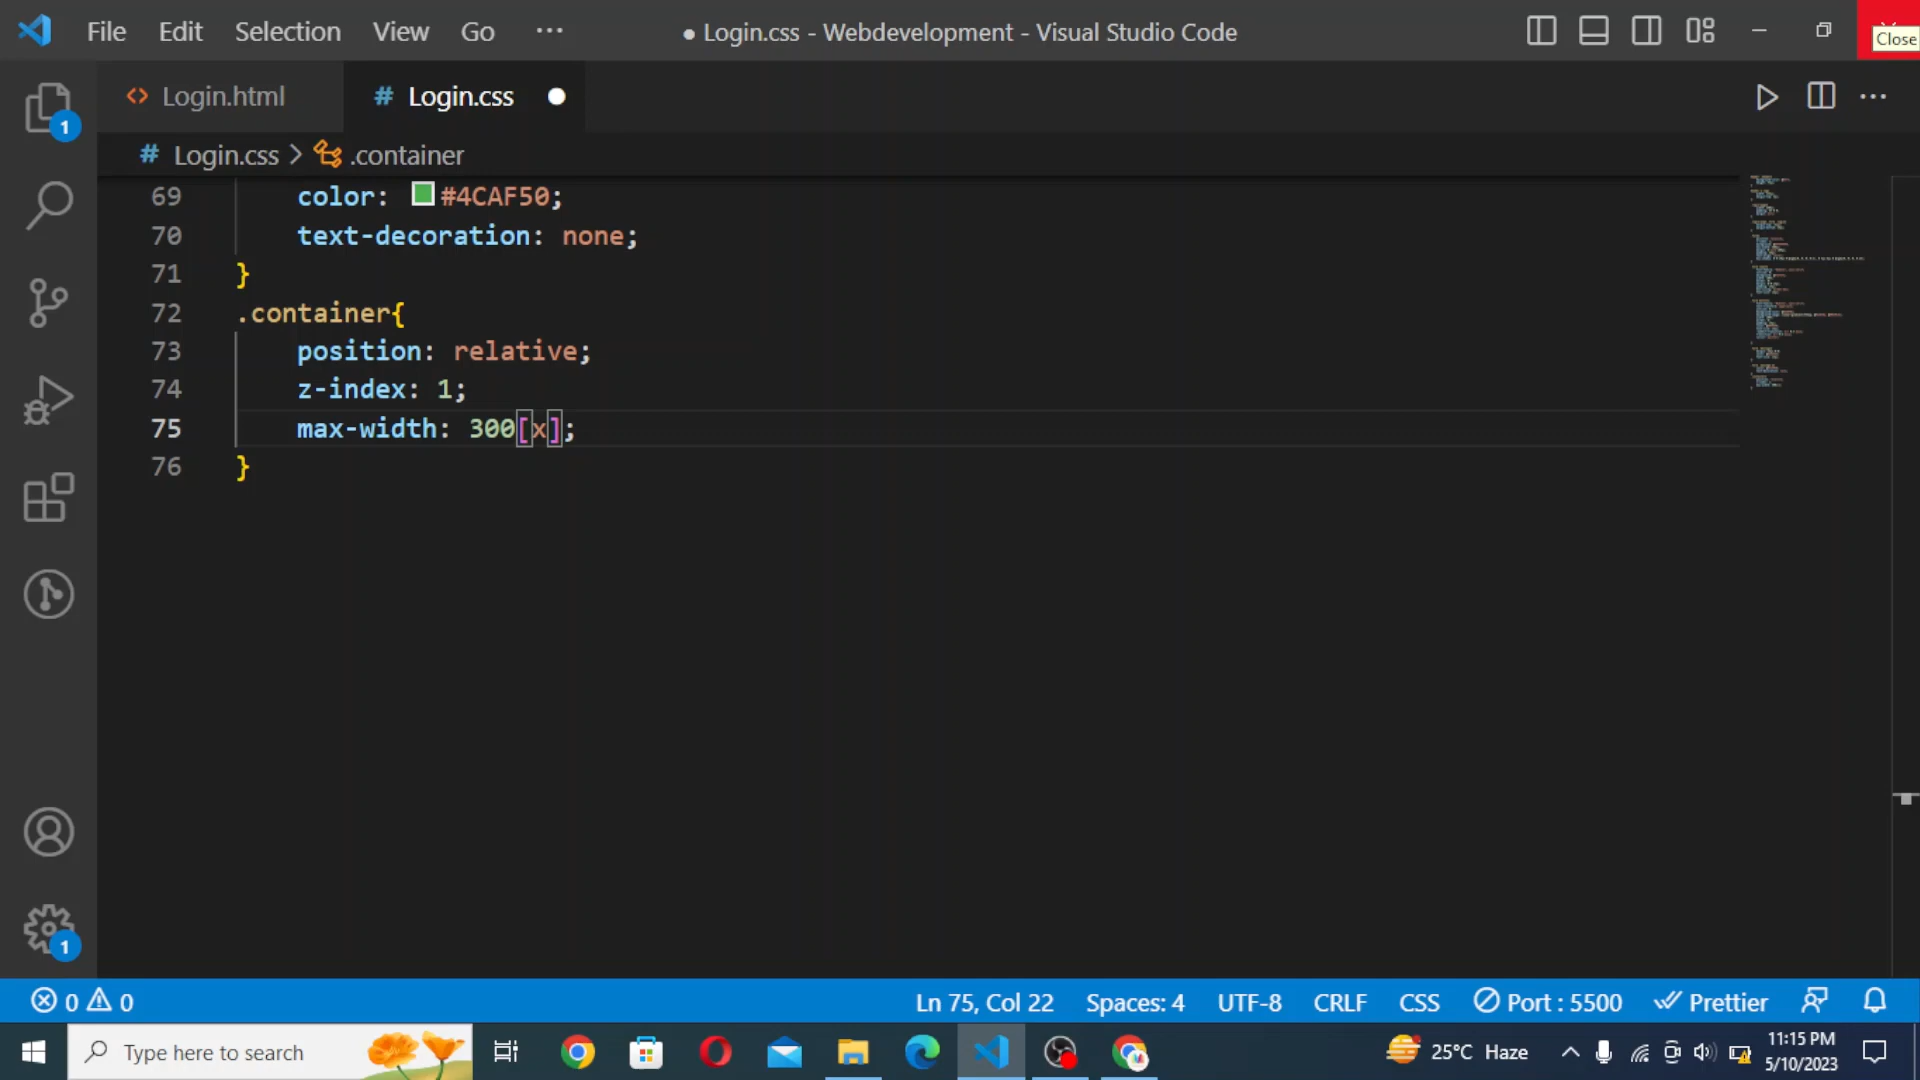 File Edit Selection View Go ··· ● Login.css - Webdevelopment - Visual Studio Code
Close
1
<> Login.html # Login.css ●
# Login.css > .container
69 color: #4CAF50;
70 text-decoration: none;
71 }
72 .container{
73 position: relative;
74 z-index: 1;
75 max-width: 300[x];
76 }
1
0 0 Ln 75, Col 22 Spaces: 4 UTF-8 CRLF CSS Port : 5500 Prettier
Type here to search 25°C Haze 11:15 PM
5/10/2023